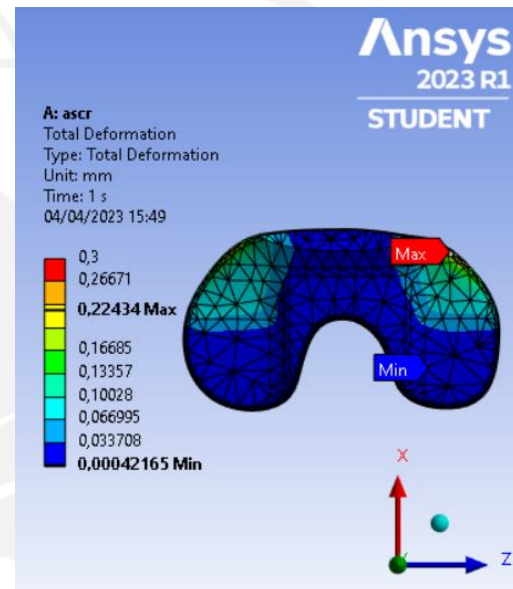 Ansys
2023 R1
STUDENT
A: ascr
Total Deformation
Type: Total Deformation
Unit: mm
Time: 1 s
04/04/2023 15:49
0,3
0,26671
0,22434 Max
0,16685
0,13357
0,10028
0,066995
0,033708
0,00042165 Min
Max
Min
X
Z